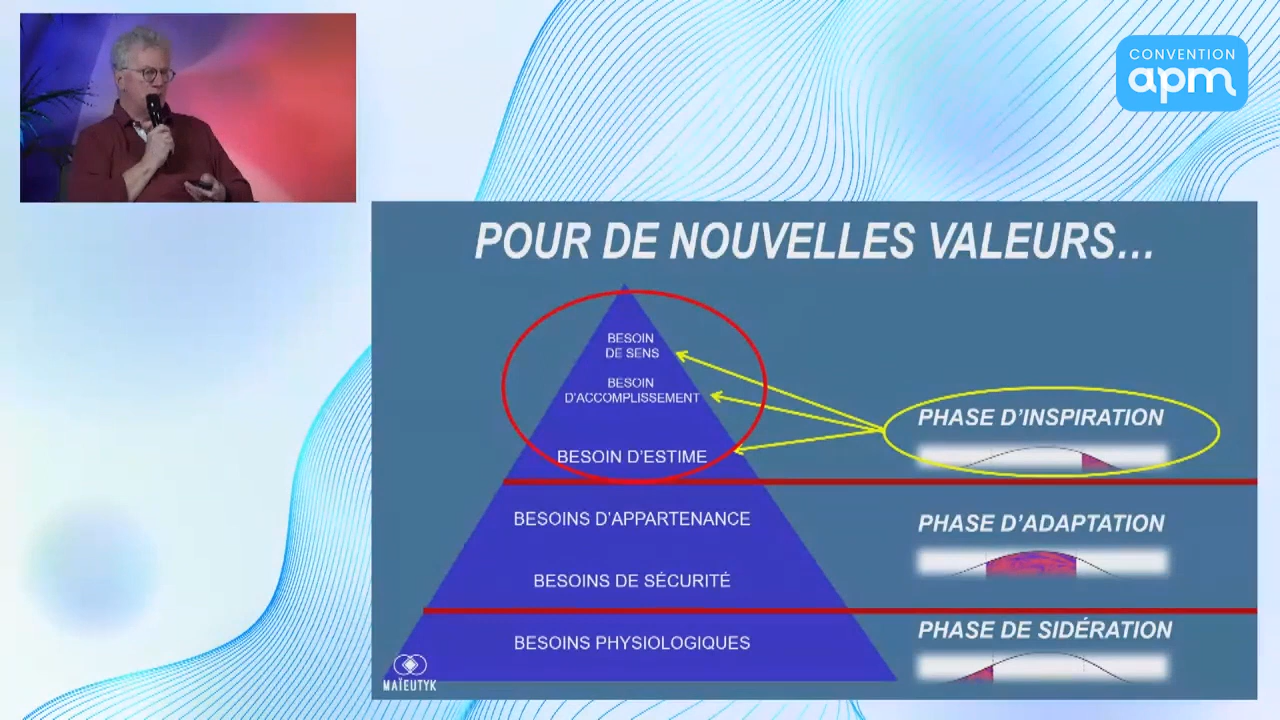 CONVENTION
apm
POUR DE NOUVELLES VALEURS...
BESOIN
DE SENS
BESOIN
D'ACCOMPLISSEMENT
BESOIN D'ESTIME
PHASE D'INSPIRATION
BESOINS D'APPARTENANCE
PHASE D'ADAPTATION
BESOINS DE SÉCURITÉ
BESOINS PHYSIOLOGIQUES
PHASE DE SIDÉRATION
MAÏEUTYK